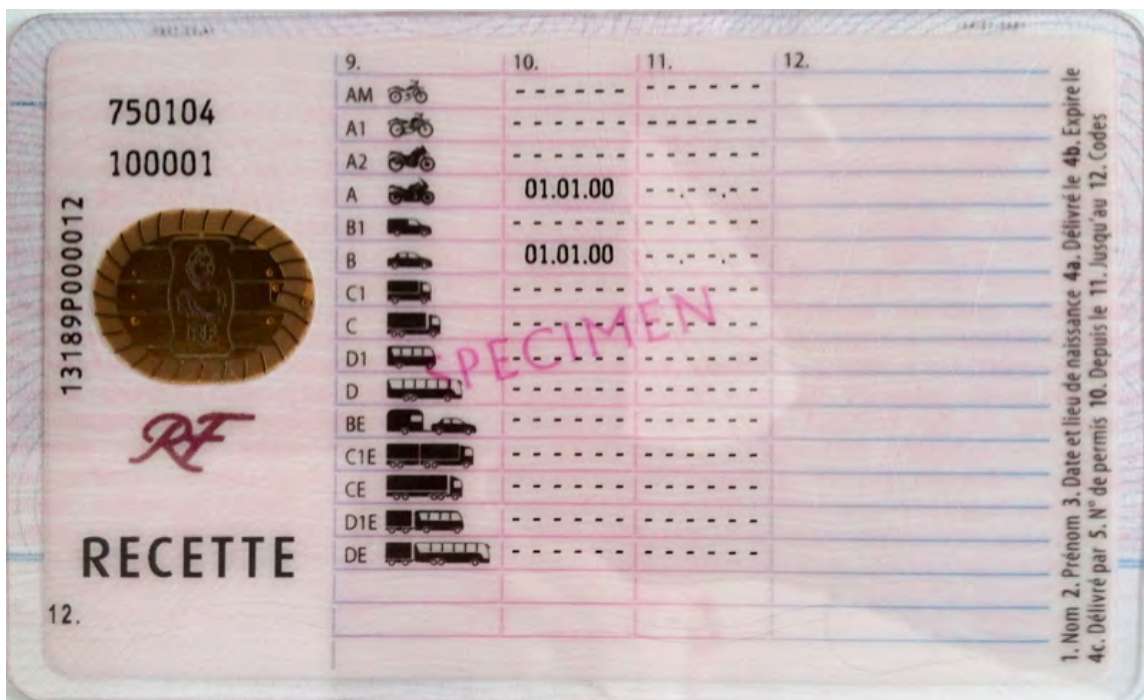 750104
100001
13189P0000012
RF
RECETTE
12.
9. 10. 11. 12.
AM - - - - - -
A1 - - - - - - - - - - - -
A2 - - - - - - - - - - - -
A 01.01.00 - -.- -.- -
B1 - - - - - - - - - - - -
B 01.01.00 - -.- -.- -
C1 - - - - - - - - - - - -
C - - - - - - - - - - - -
D1 - - - - - - - - - - - -
D - - - - - - - - - - - -
BE - - - - - - - - - - - -
C1E - - - - - - - - - - - -
CE - - - - - - - - - - - -
D1E - - - - - - - - - - - -
DE - - - - - - - - - - - -
SPECIMEN
1. Nom 2. Prénom 3. Date et lieu de naissance 4a. Délivré le 4b. Expire le
4c. Délivré par 5. N° de permis 10. Depuis le 11. Jusqu'au 12. Codes